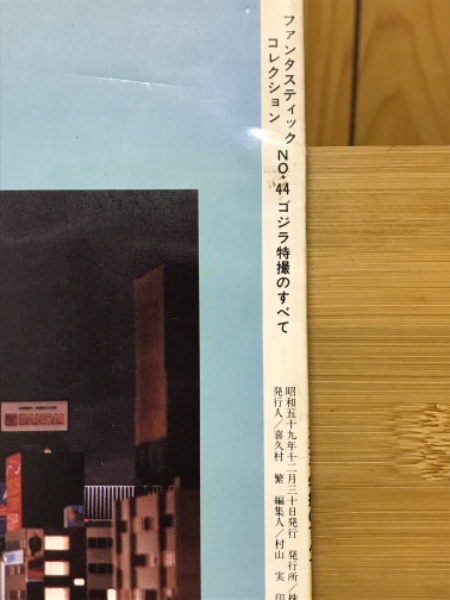 ファンタスティック
コレクション
NO・44 ゴジラ特撮のすべて
昭和五十九年十二月三十日発行 発行所/株
発行人/喜久村 繁 編集人/村山 実 印
BANDAI